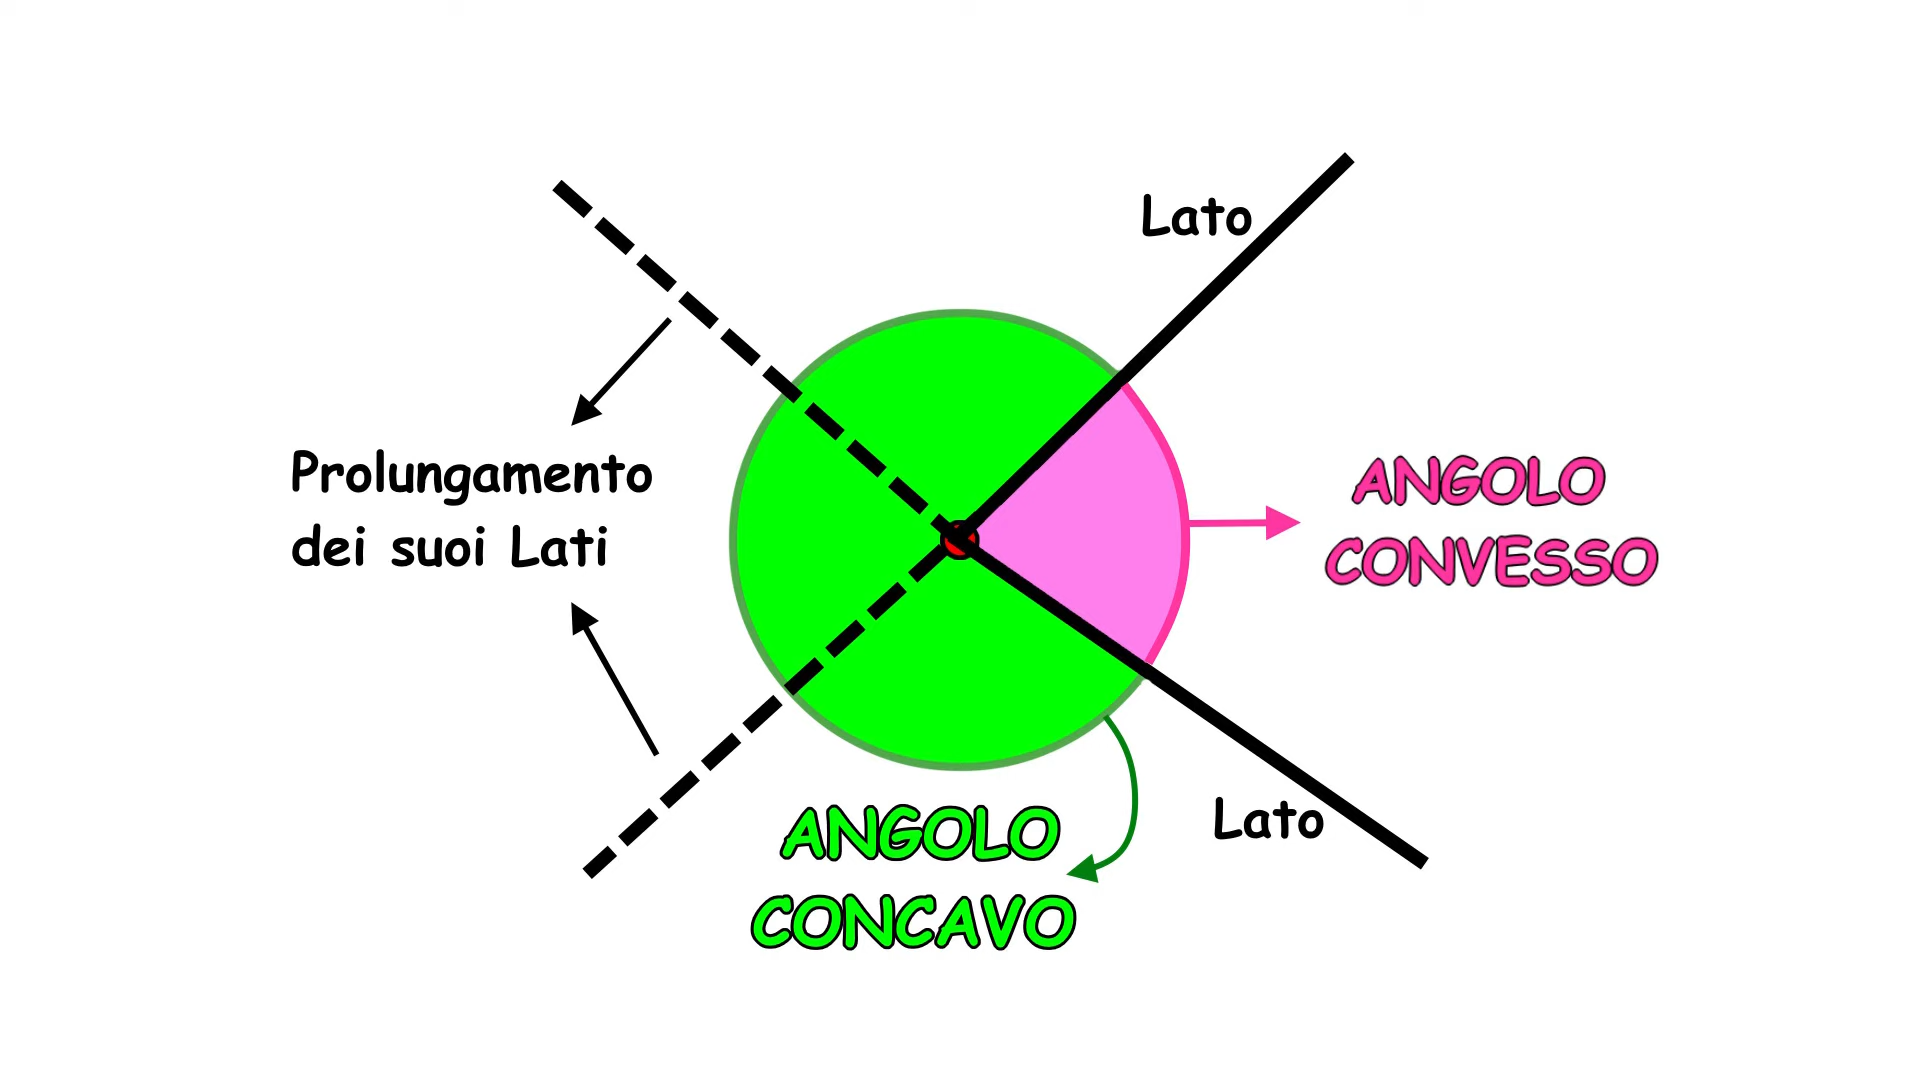 Lato
Prolungamento
dei suoi Lati
ANGOLO
CONVESSO
Lato
ANGOLO
CONCAVO